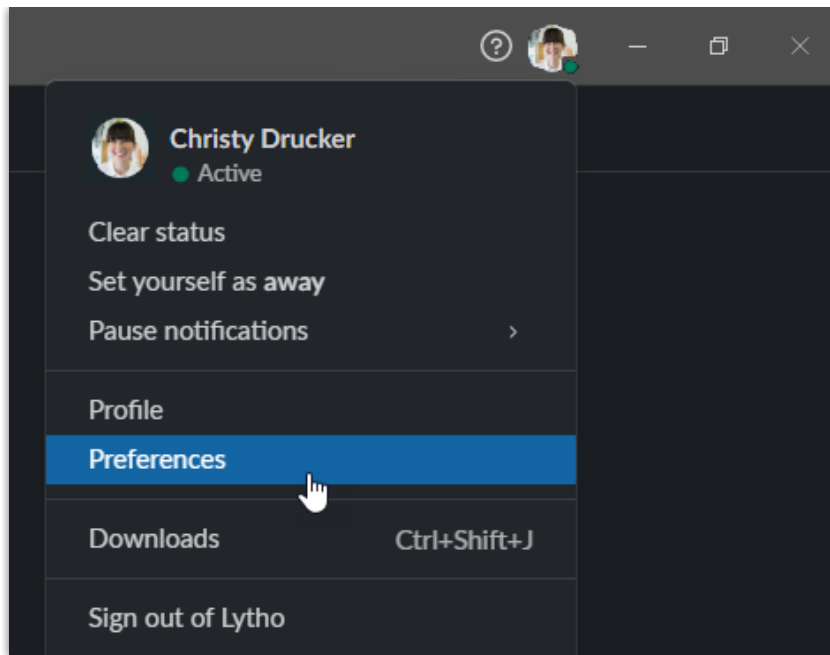 Christy Drucker
Active
Clear status
Set yourself as away
Pause notifications
Profile
Preferences
Downloads Ctrl+Shift+J
Sign out of Lytho